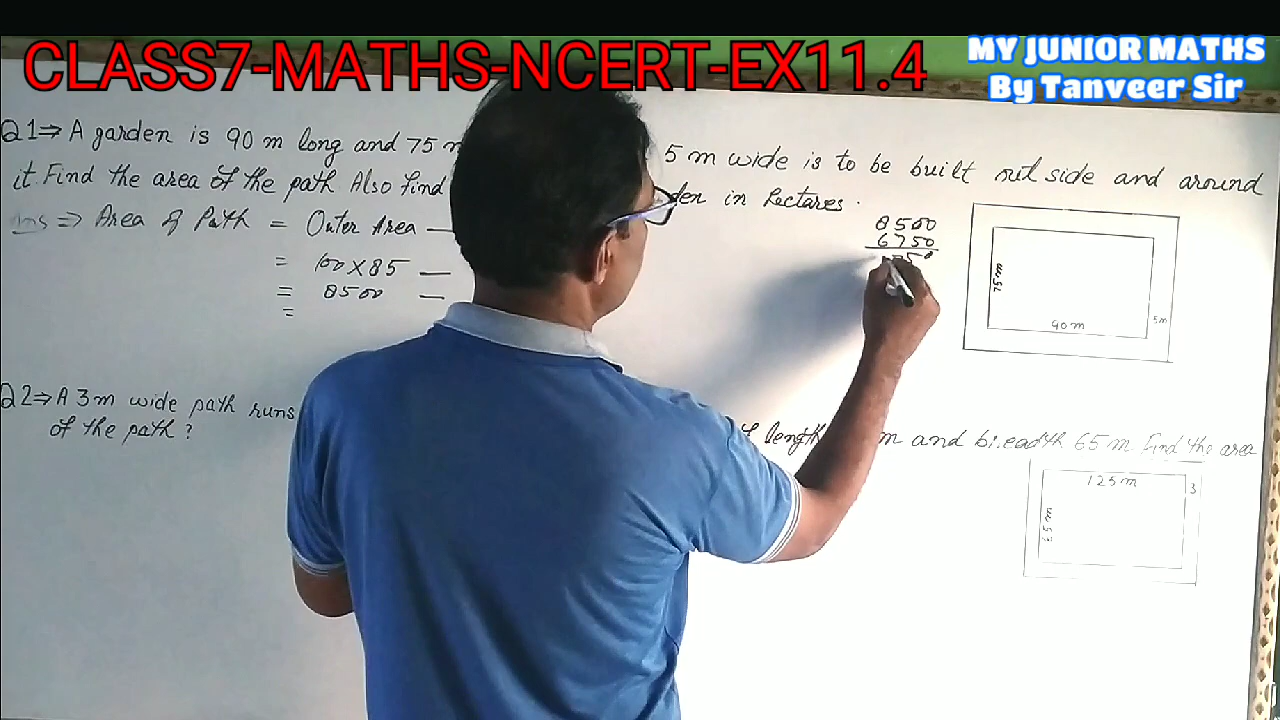 CLASS7-MATHS-NCERT-EX11.4
MY JUNIOR MATHS
By Tanveer Sir
Q1⇒ A garden is 90 m long and 75 m 5 m wide is to be built out side and around
it. Find the area of the path. Also find in hectares.
Ans ⇒ Area of Path = Outer Area —
= 100 × 85 —
= 8500 —
=
8500
6750
75m
90 m
5m
Q2⇒ A 3 m wide path runs of length m and breadth 65 m find the area
of the path?
125 m
3
65 m